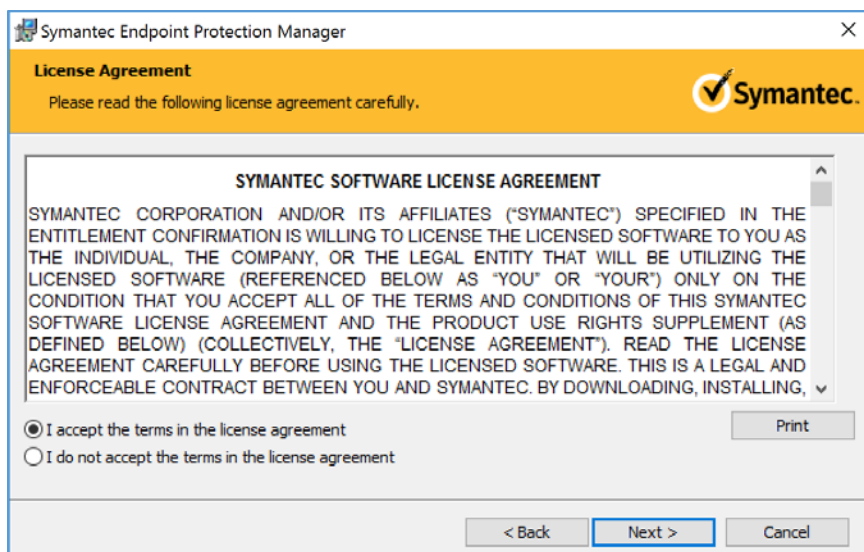 Symantec Endpoint Protection Manager
License Agreement
Please read the following license agreement carefully.
Symantec.
SYMANTEC SOFTWARE LICENSE AGREEMENT
SYMANTEC CORPORATION AND/OR ITS AFFILIATES (“SYMANTEC”) SPECIFIED IN THE
ENTITLEMENT CONFIRMATION IS WILLING TO LICENSE THE LICENSED SOFTWARE TO YOU AS
THE INDIVIDUAL, THE COMPANY, OR THE LEGAL ENTITY THAT WILL BE UTILIZING THE
LICENSED SOFTWARE (REFERENCED BELOW AS “YOU” OR “YOUR”) ONLY ON THE
CONDITION THAT YOU ACCEPT ALL OF THE TERMS AND CONDITIONS OF THIS SYMANTEC
SOFTWARE LICENSE AGREEMENT AND THE PRODUCT USE RIGHTS SUPPLEMENT (AS
DEFINED BELOW) (COLLECTIVELY, THE “LICENSE AGREEMENT”). READ THE LICENSE
AGREEMENT CAREFULLY BEFORE USING THE LICENSED SOFTWARE. THIS IS A LEGAL AND
ENFORCEABLE CONTRACT BETWEEN YOU AND SYMANTEC. BY DOWNLOADING, INSTALLING,
I accept the terms in the license agreement
Print
I do not accept the terms in the license agreement
< Back
Next >
Cancel